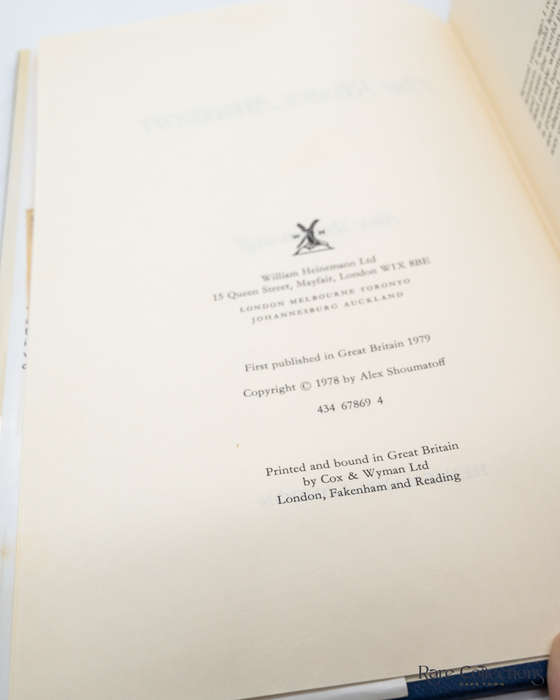 William Heinemann Ltd
15 Queen Street, Mayfair, London W1X 8BE
LONDON MELBOURNE TORONTO
JOHANNESBURG AUCKLAND
First published in Great Britain 1979
Copyright © 1978 by Alex Shoumatoff
434 67869 4
Printed and bound in Great Britain
by Cox & Wyman Ltd
London, Fakenham and Reading
Rare Collections